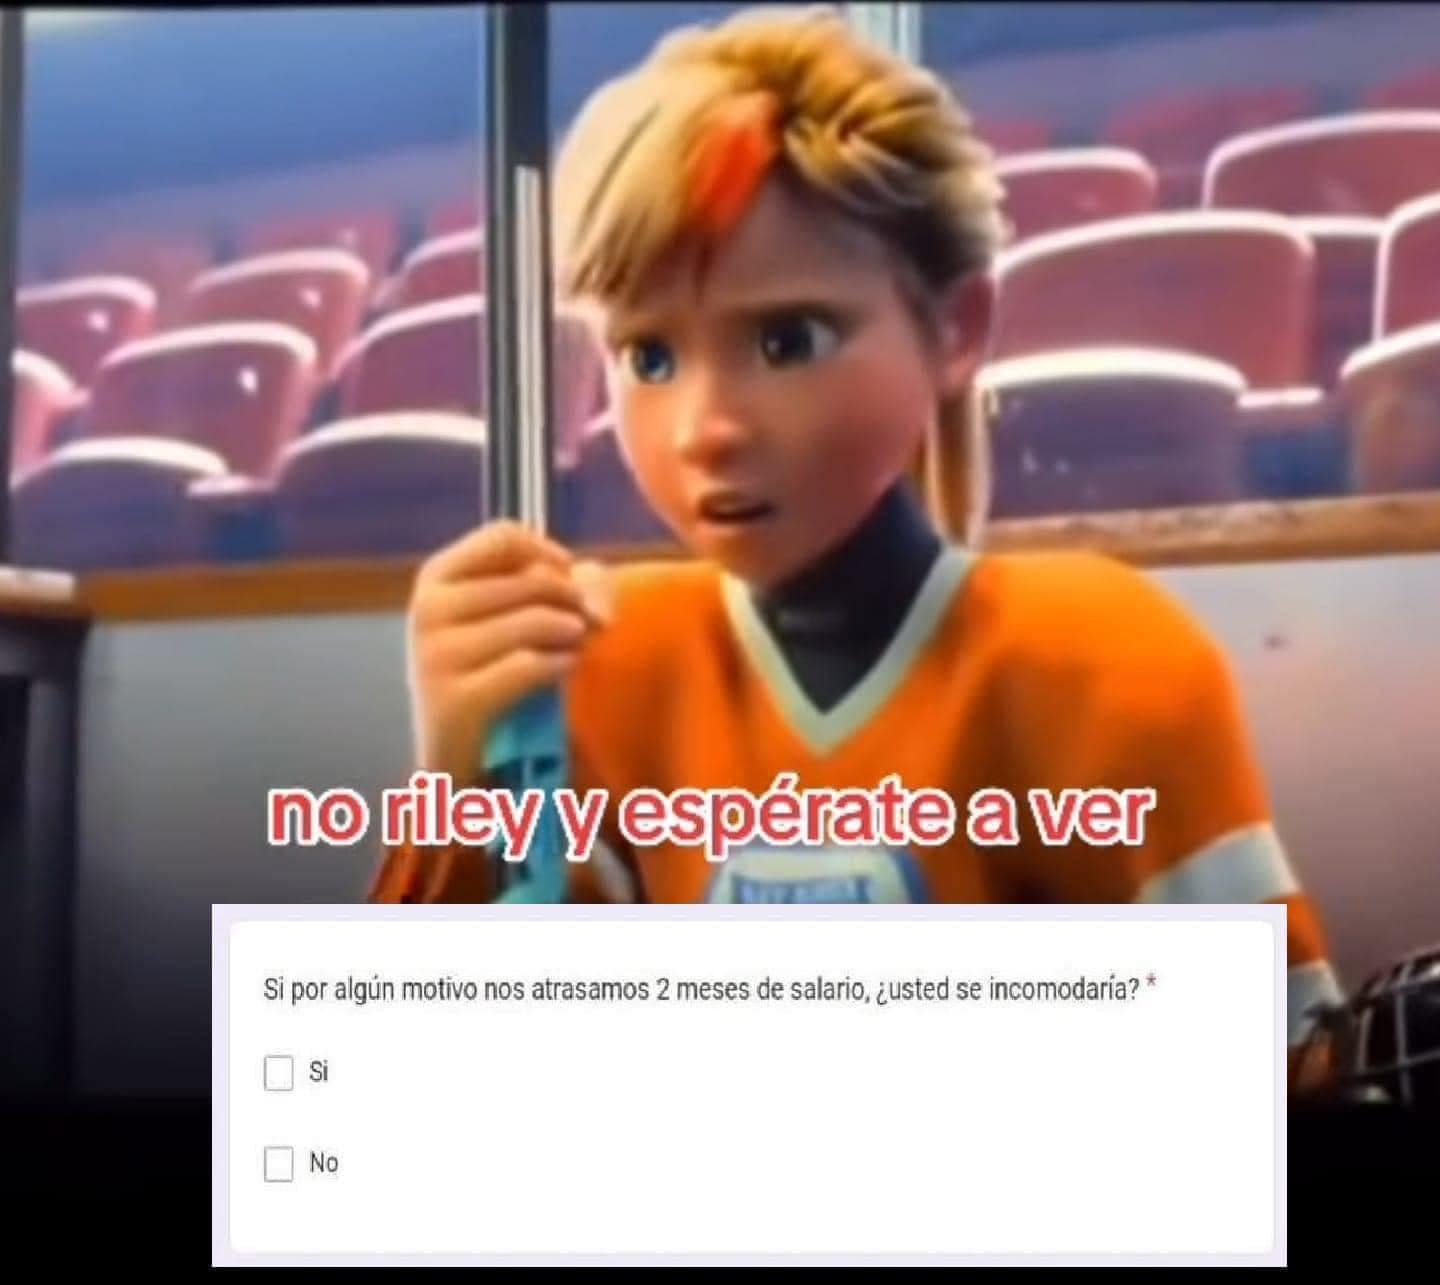 no riley y espérate a ver
Si por algún motivo nos atrasamos 2 meses de salario, ¿usted se incomodaría? *
Si
No